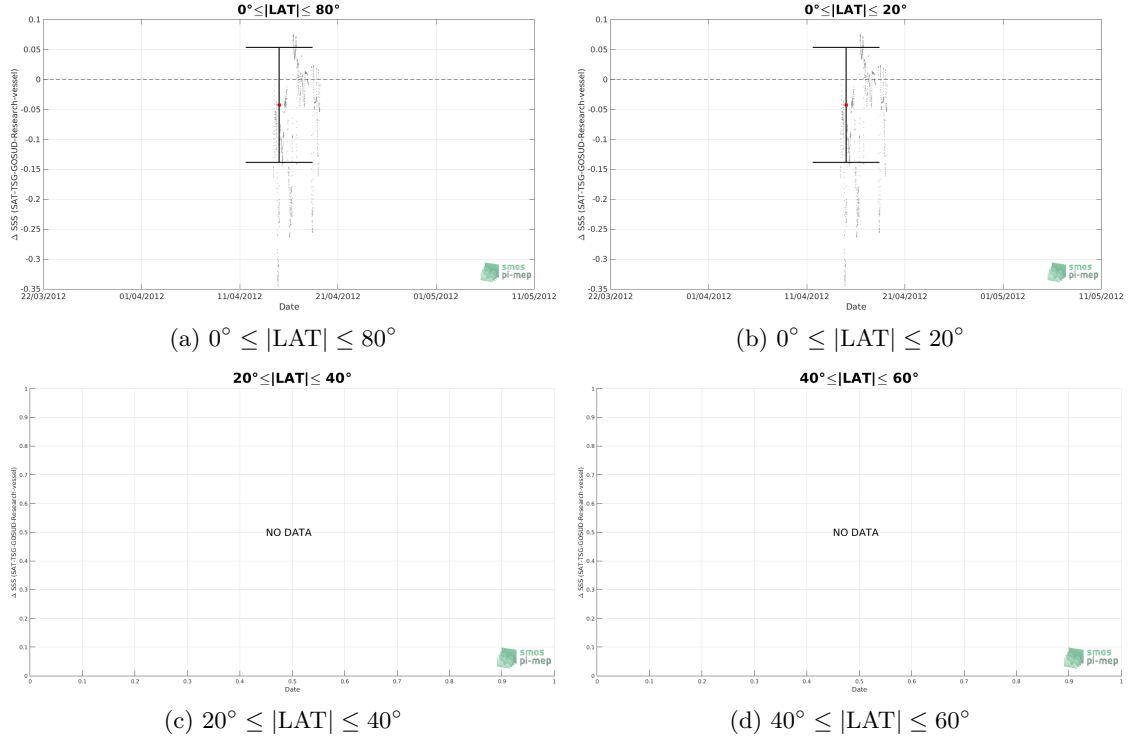 0°≤|LAT|≤ 80°
0.1
0.05
0
-0.05
-0.1
-0.15
-0.2
-0.25
-0.3
-0.35
Δ SSS (SAT-TSG-GOSUD-Research-vessel)
22/03/2012 01/04/2012 11/04/2012 21/04/2012 01/05/2012 11/05/2012
Date
smos
pi-mep
(a) 0° ≤ |LAT| ≤ 80°
0°≤|LAT|≤ 20°
0.1
0.05
0
-0.05
-0.1
-0.15
-0.2
-0.25
-0.3
-0.35
Δ SSS (SAT-TSG-GOSUD-Research-vessel)
22/03/2012 01/04/2012 11/04/2012 21/04/2012 01/05/2012 11/05/2012
Date
smos
pi-mep
(b) 0° ≤ |LAT| ≤ 20°
20°≤|LAT|≤ 40°
1
0.9
0.8
0.7
0.6
0.5
0.4
0.3
0.2
0.1
0
Δ SSS (SAT-TSG-GOSUD-Research-vessel)
NO DATA
0 0.1 0.2 0.3 0.4 0.5 0.6 0.7 0.8 0.9 1
Date
smos
pi-mep
(c) 20° ≤ |LAT| ≤ 40°
40°≤|LAT|≤ 60°
1
0.9
0.8
0.7
0.6
0.5
0.4
0.3
0.2
0.1
0
Δ SSS (SAT-TSG-GOSUD-Research-vessel)
NO DATA
0 0.1 0.2 0.3 0.4 0.5 0.6 0.7 0.8 0.9 1
Date
smos
pi-mep
(d) 40° ≤ |LAT| ≤ 60°